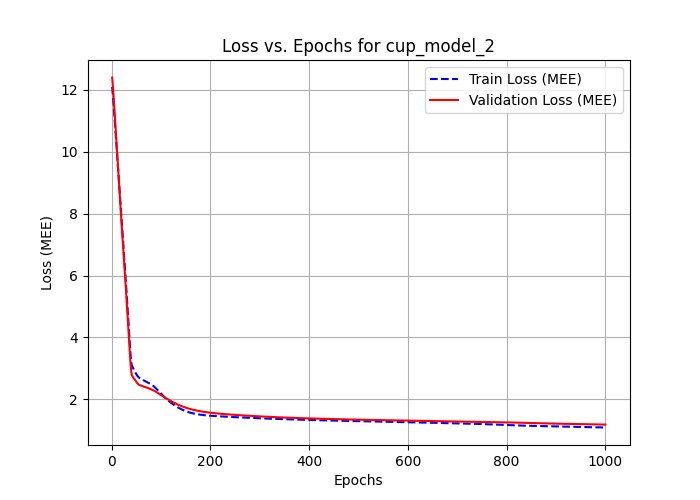 Loss vs. Epochs for cup_model_2
Train Loss (MEE)
Validation Loss (MEE)
Loss (MEE)
12
10
8
6
4
2
0 200 400 600 800 1000
Epochs